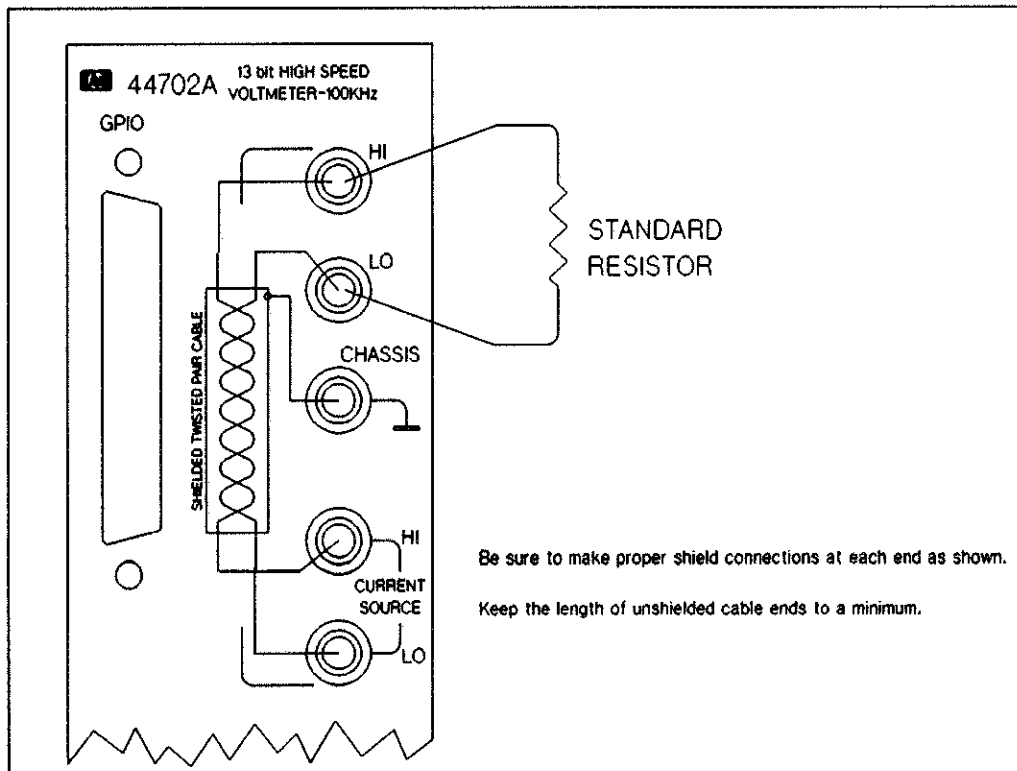 hp 44702A
13 bit HIGH SPEED
VOLTMETER-100KHz
GPIO
HI
LO
STANDARD
RESISTOR
CHASSIS
SHIELDED TWISTED PAIR CABLE
HI
CURRENT
SOURCE
LO
Be sure to make proper shield connections at each end as shown.
Keep the length of unshielded cable ends to a minimum.